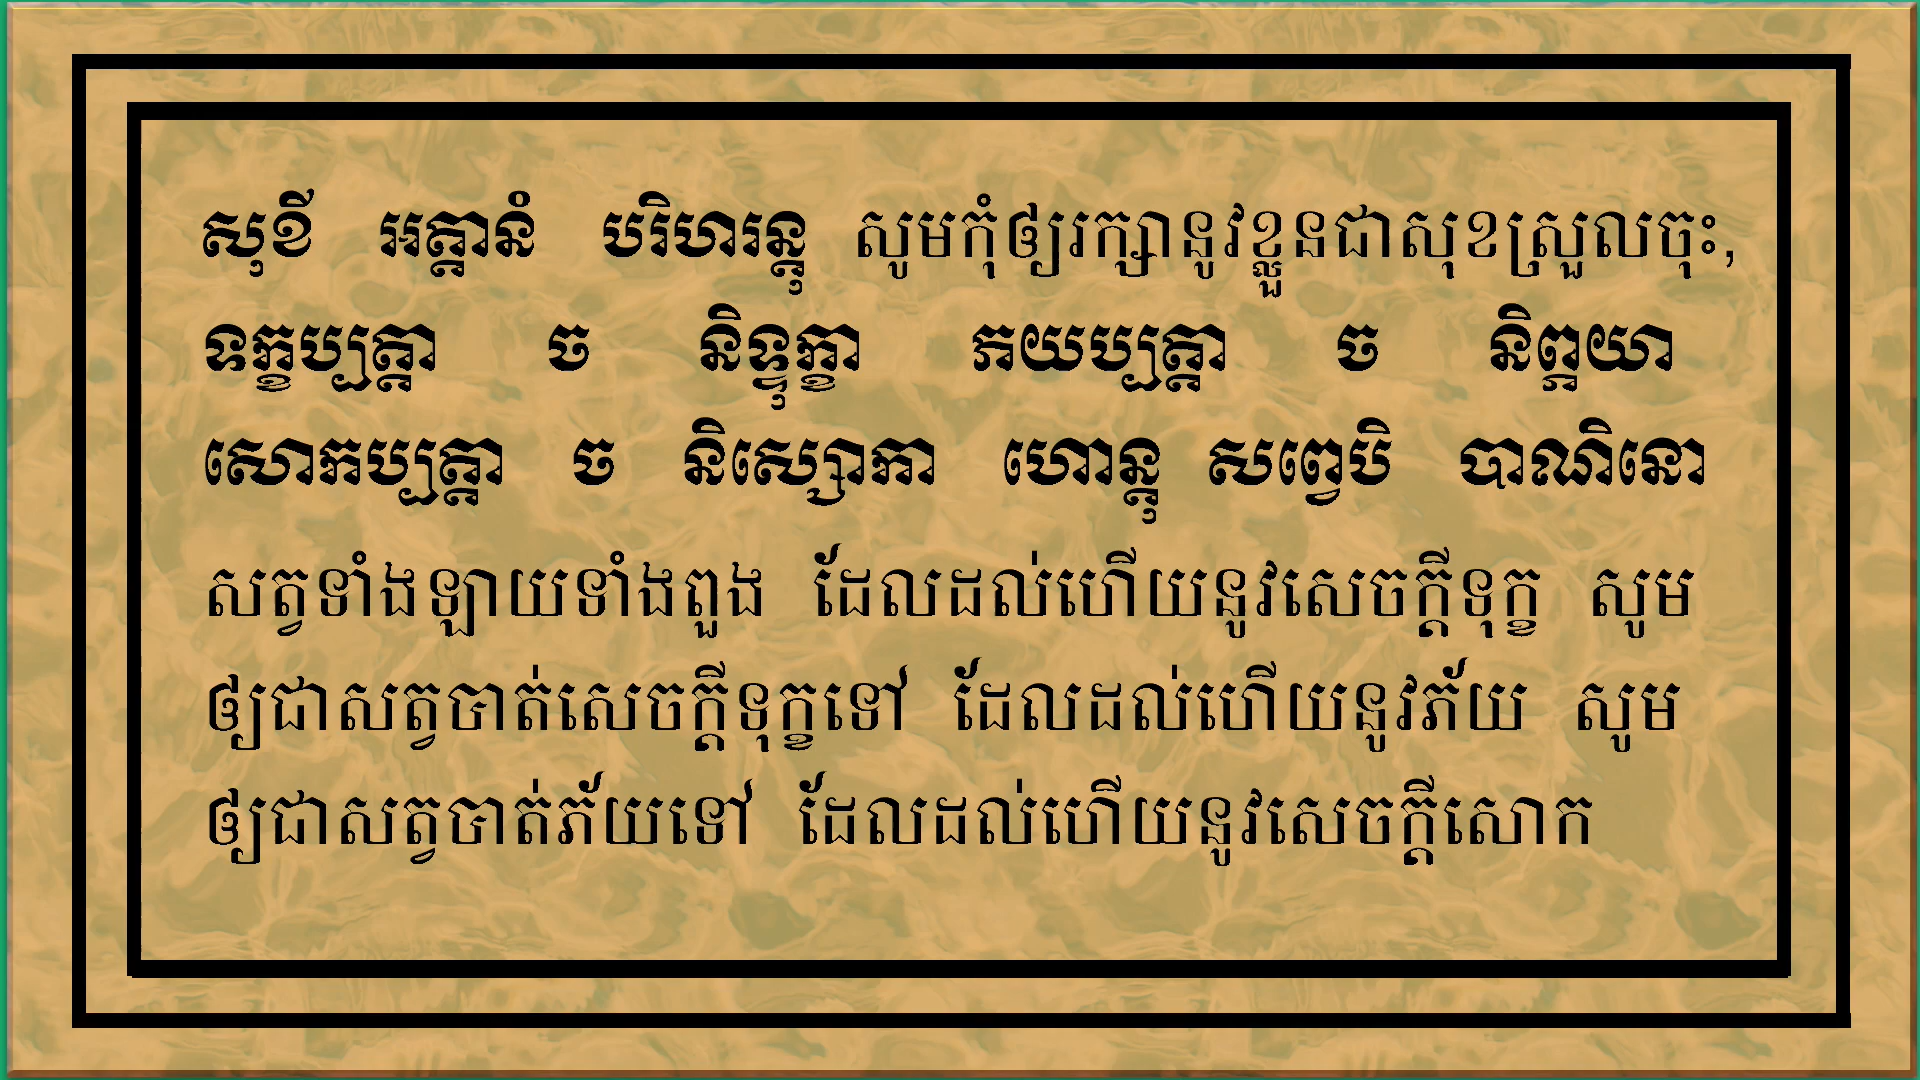 សុខី អត្តានំ បរិហរន្តុ សូមកុំឲ្យរក្សានូវខ្លួនជាសុខស្រួលចុះ,
ទក្ខប្បត្តា ច និទ្ទុក្ខា ភយប្បត្តា ច និព្ភយា
សោកប្បត្តា ច និស្សោកា ហោន្តុ សព្វេបិ បាណិនោ
សត្វទាំងឡាយទាំងពួង ដែលដល់ហើយនូវសេចក្តីទុក្ខ សូម
ឲ្យជាសត្វបាត់សេចក្តីទុក្ខទៅ ដែលដល់ហើយនូវភ័យ សូម
ឲ្យជាសត្វបាត់ភ័យទៅ ដែលដល់ហើយនូវសេចក្តីសោក